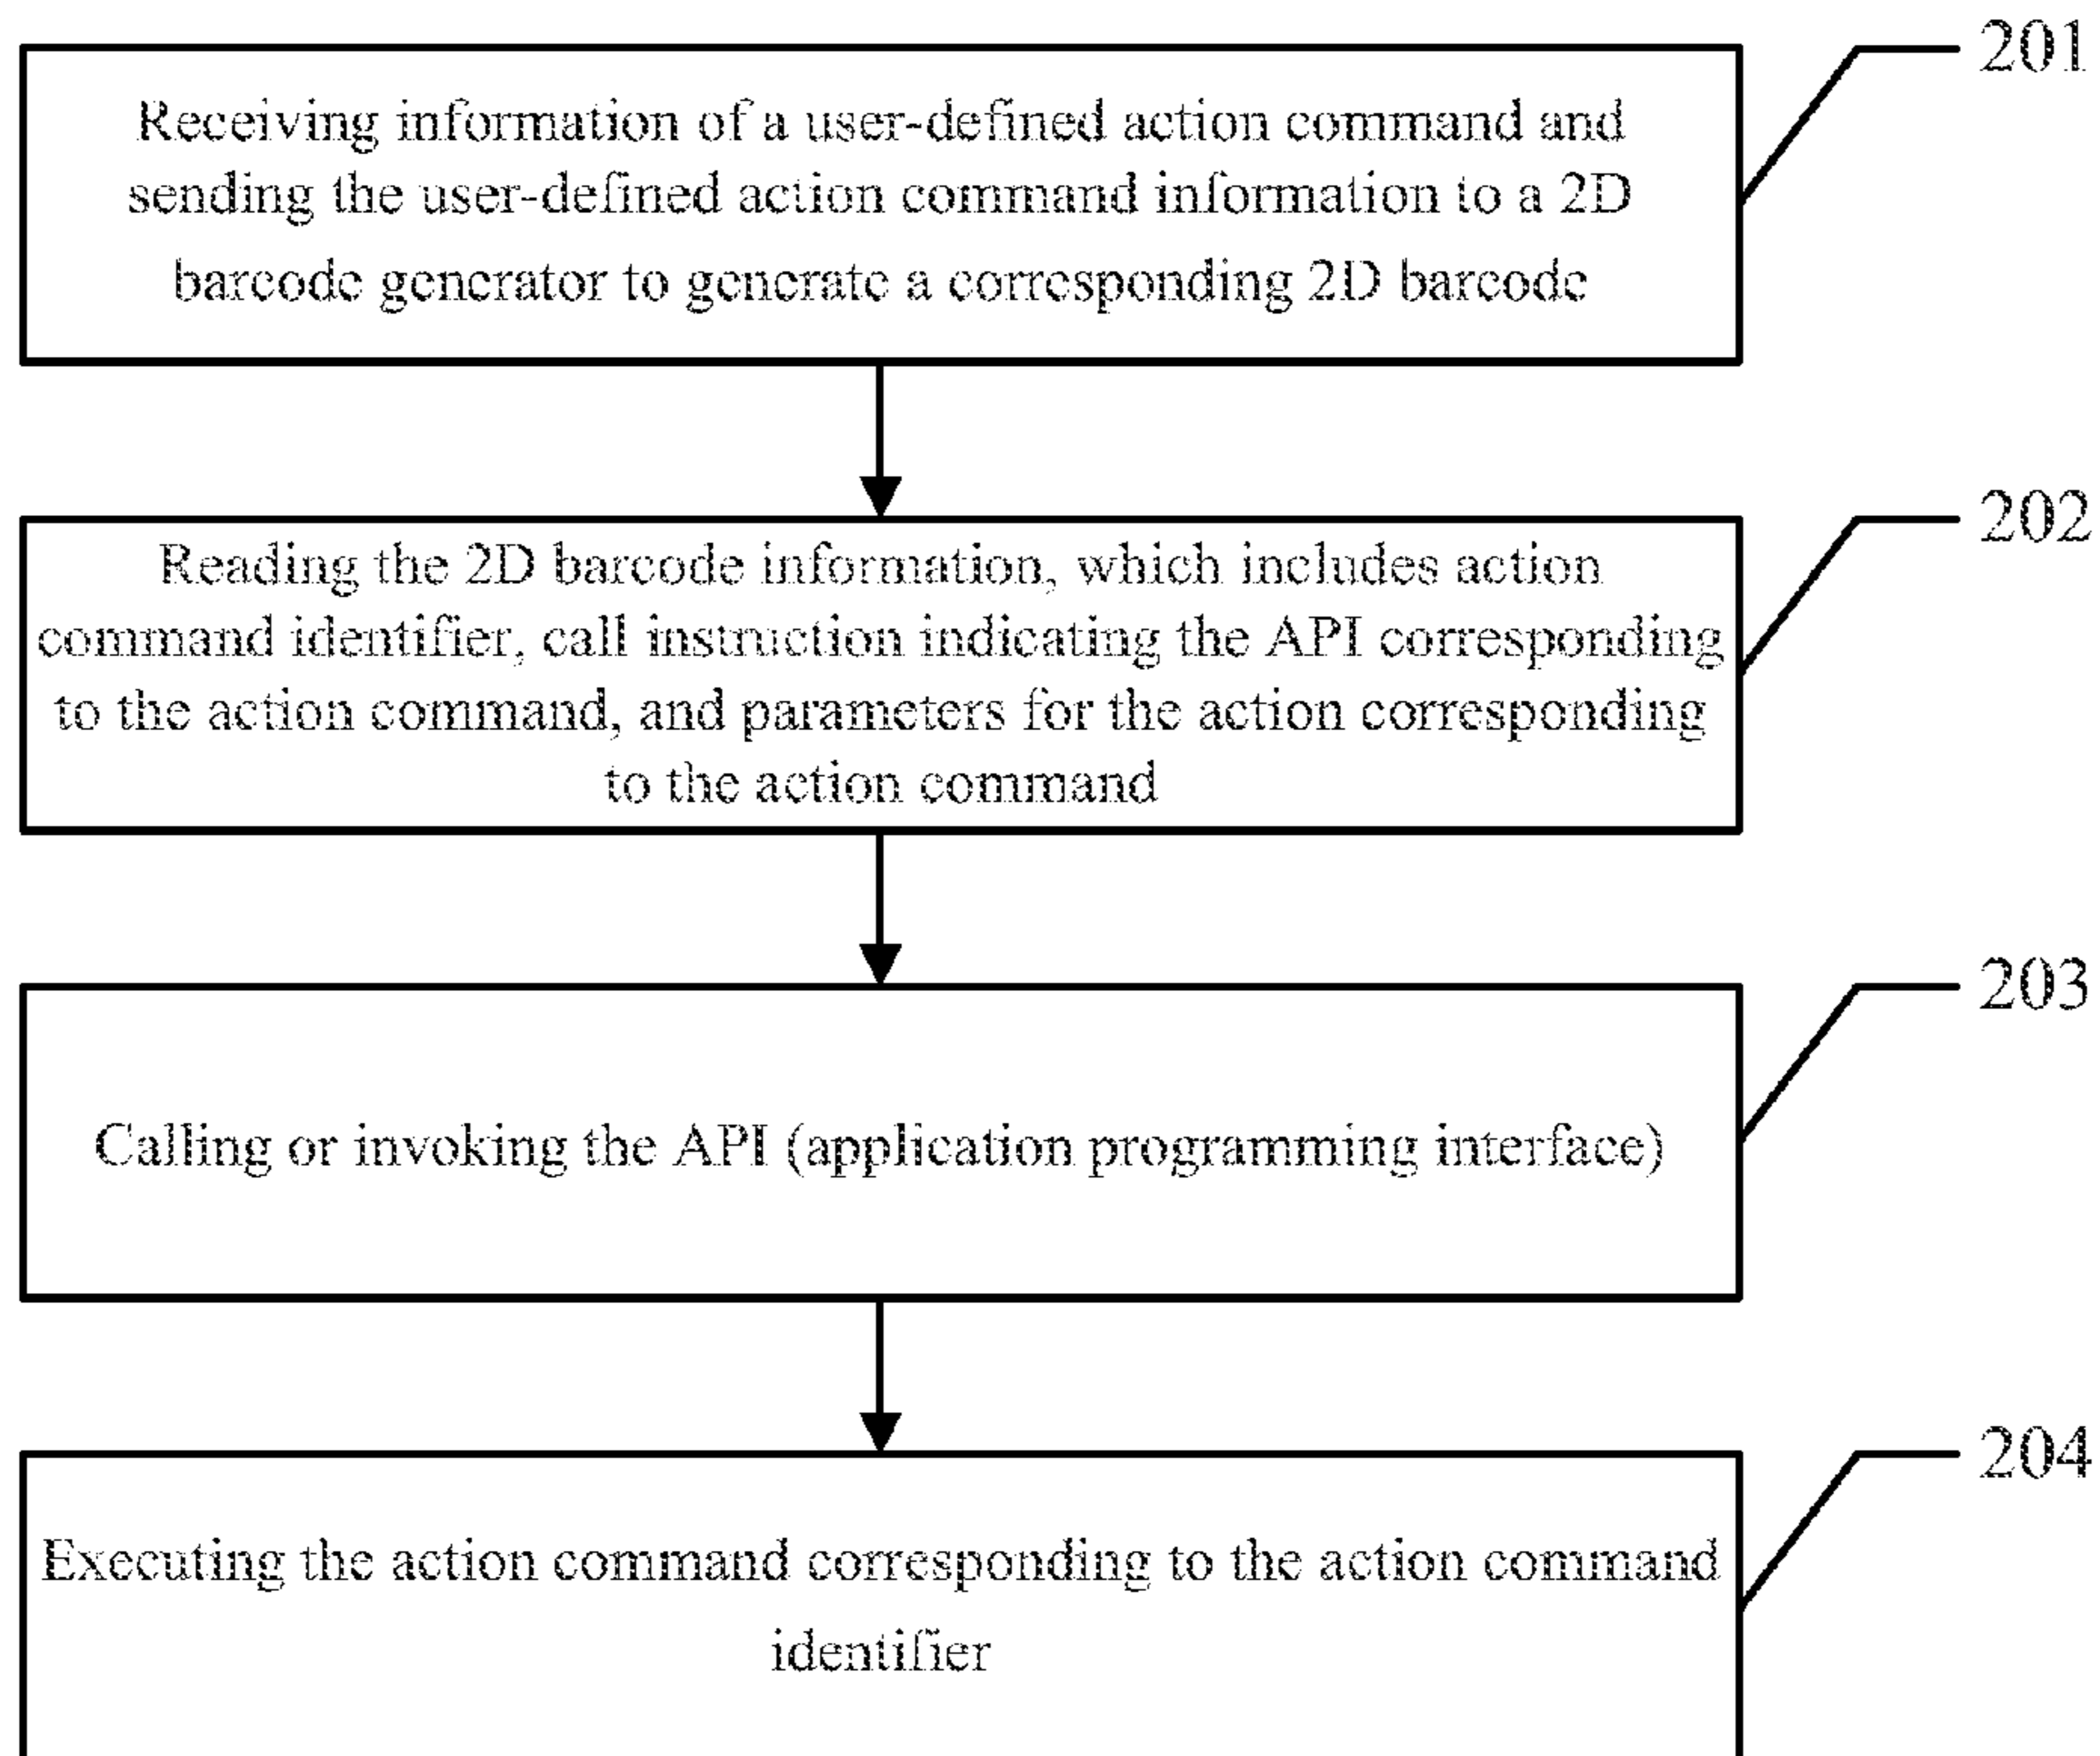 201
Receiving information of a user-defined action command and
sending the user-defined action command information to a 2D
barcode generator to generate a corresponding 2D barcode
202
Reading the 2D barcode information, which includes action
command identifier, call instruction indicating the API corresponding
to the action command, and parameters for the action corresponding
to the action command
203
Calling or invoking the API (application programming interface)
204
Executing the action command corresponding to the action command
identifier